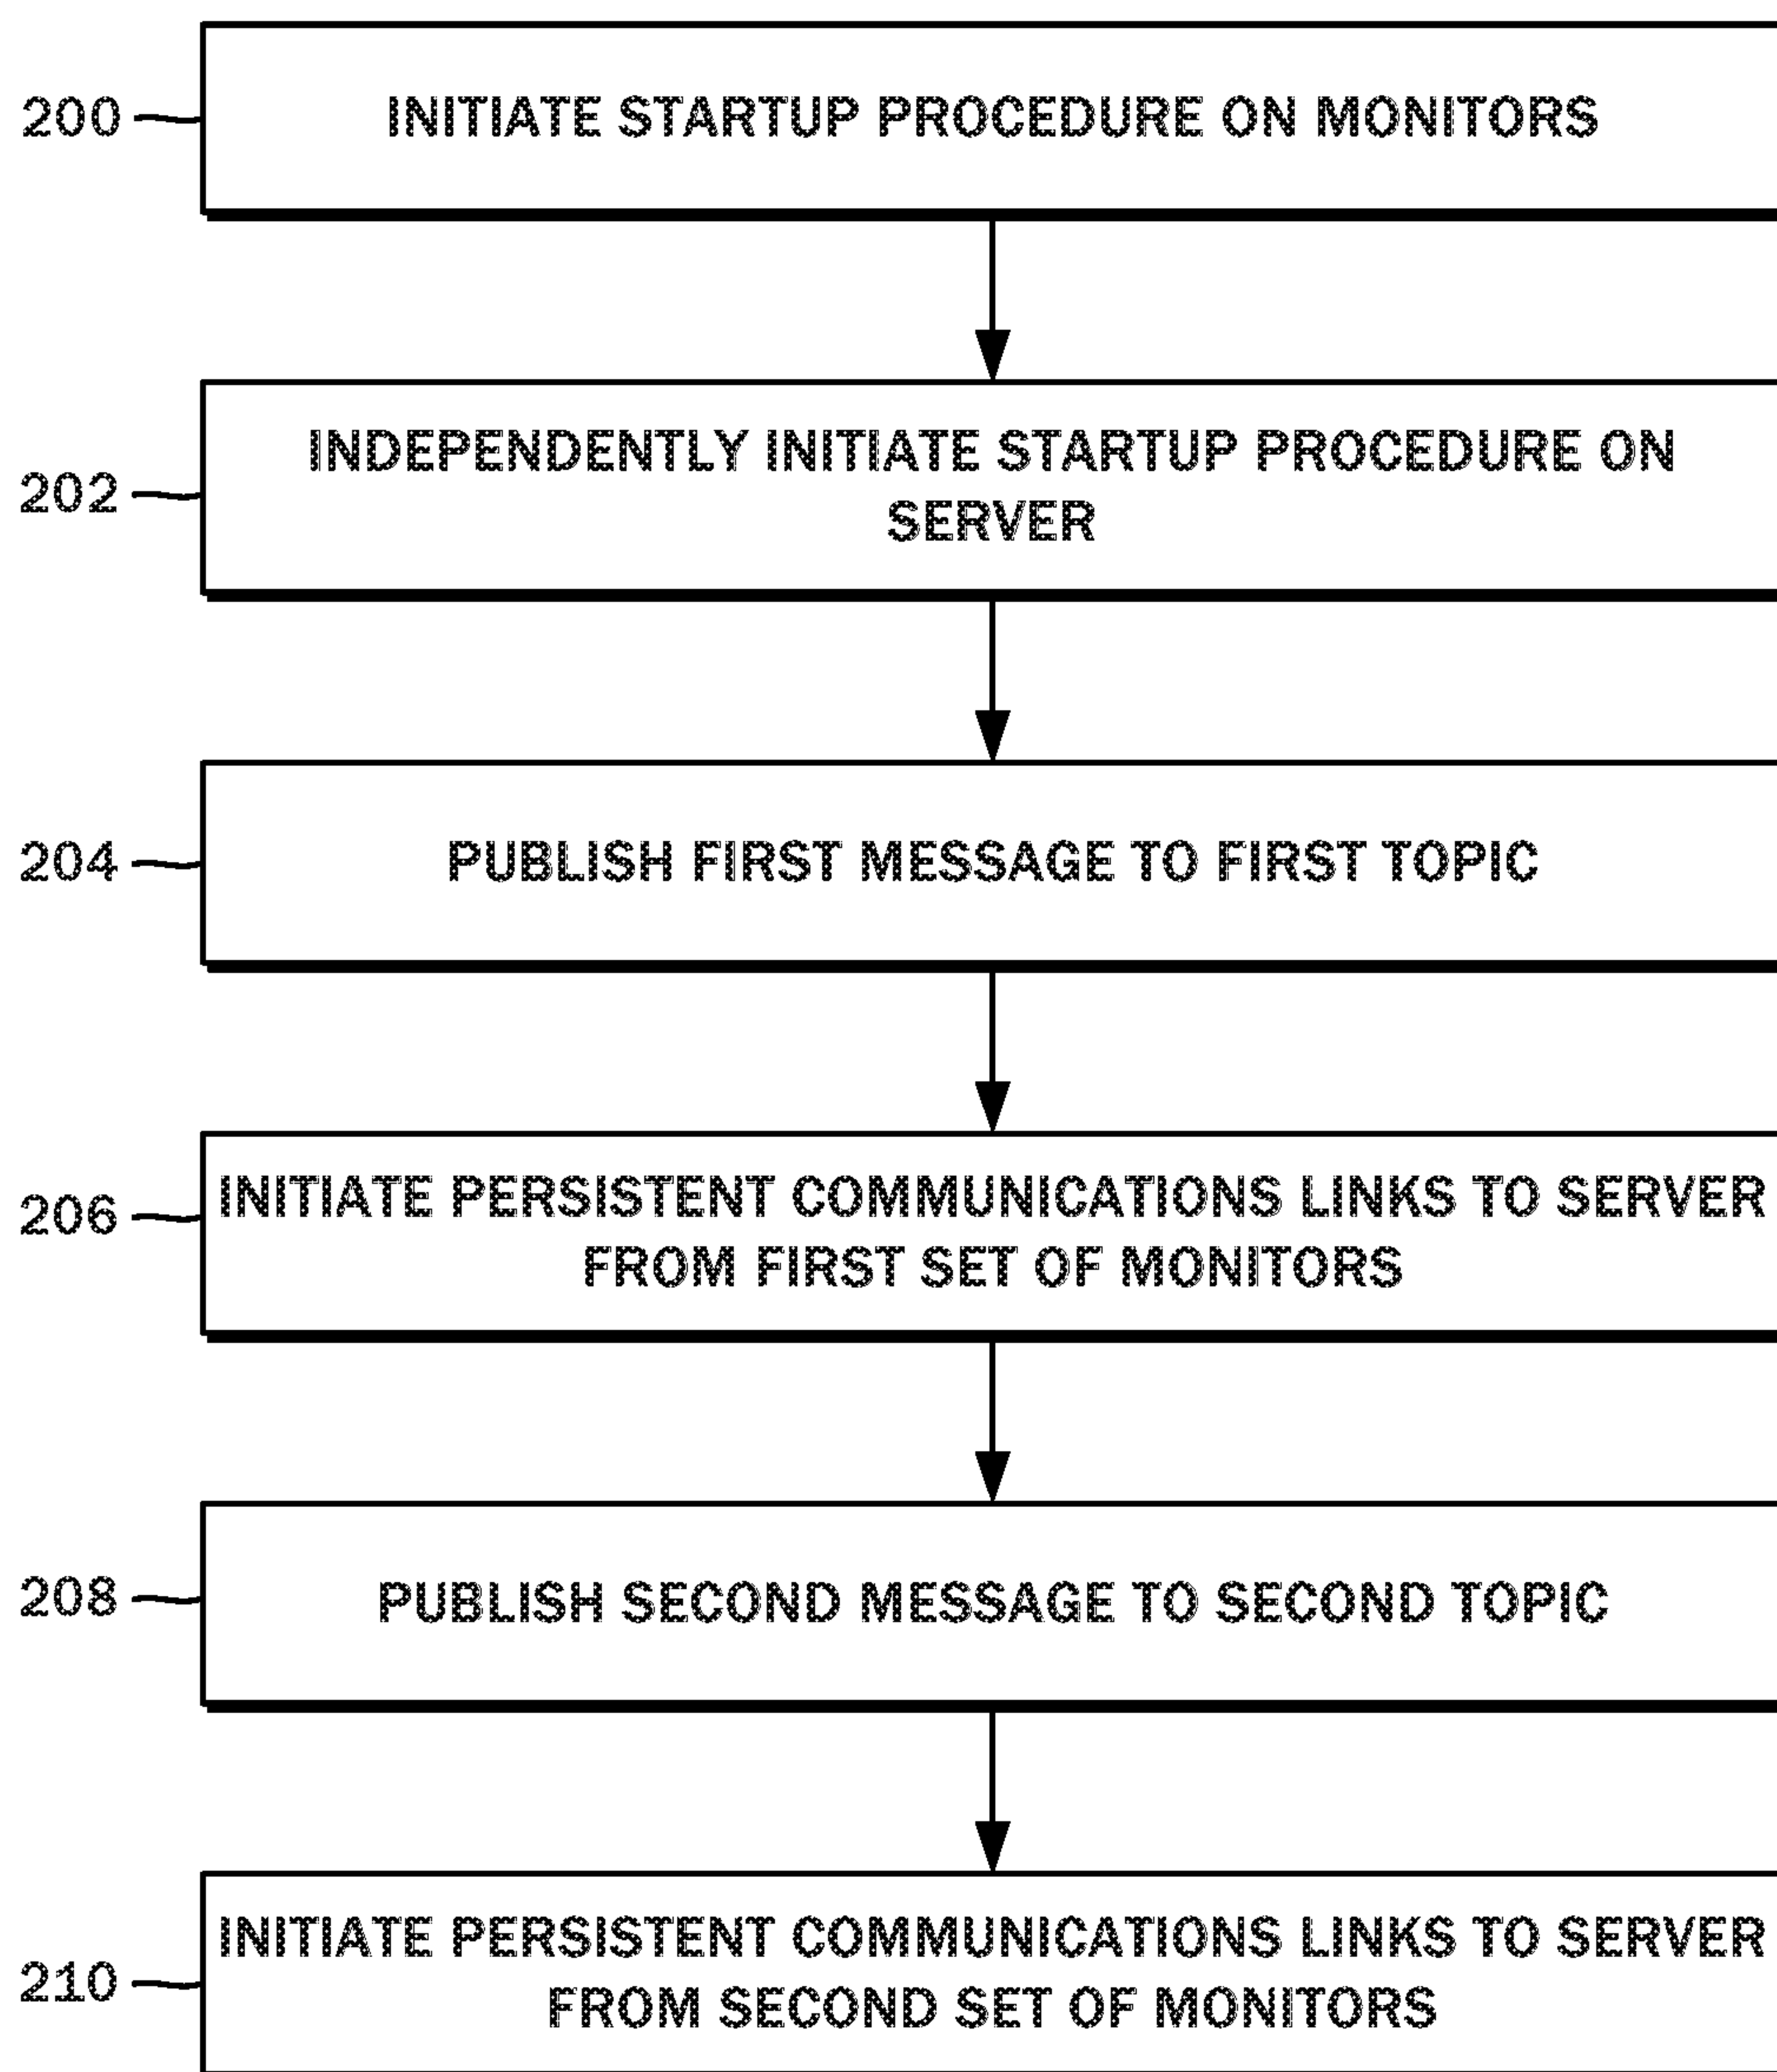 200
INITIATE STARTUP PROCEDURE ON MONITORS
202
INDEPENDENTLY INITIATE STARTUP PROCEDURE ON
SERVER
204
PUBLISH FIRST MESSAGE TO FIRST TOPIC
206
INITIATE PERSISTENT COMMUNICATIONS LINKS TO SERVER
FROM FIRST SET OF MONITORS
208
PUBLISH SECOND MESSAGE TO SECOND TOPIC
210
INITIATE PERSISTENT COMMUNICATIONS LINKS TO SERVER
FROM SECOND SET OF MONITORS